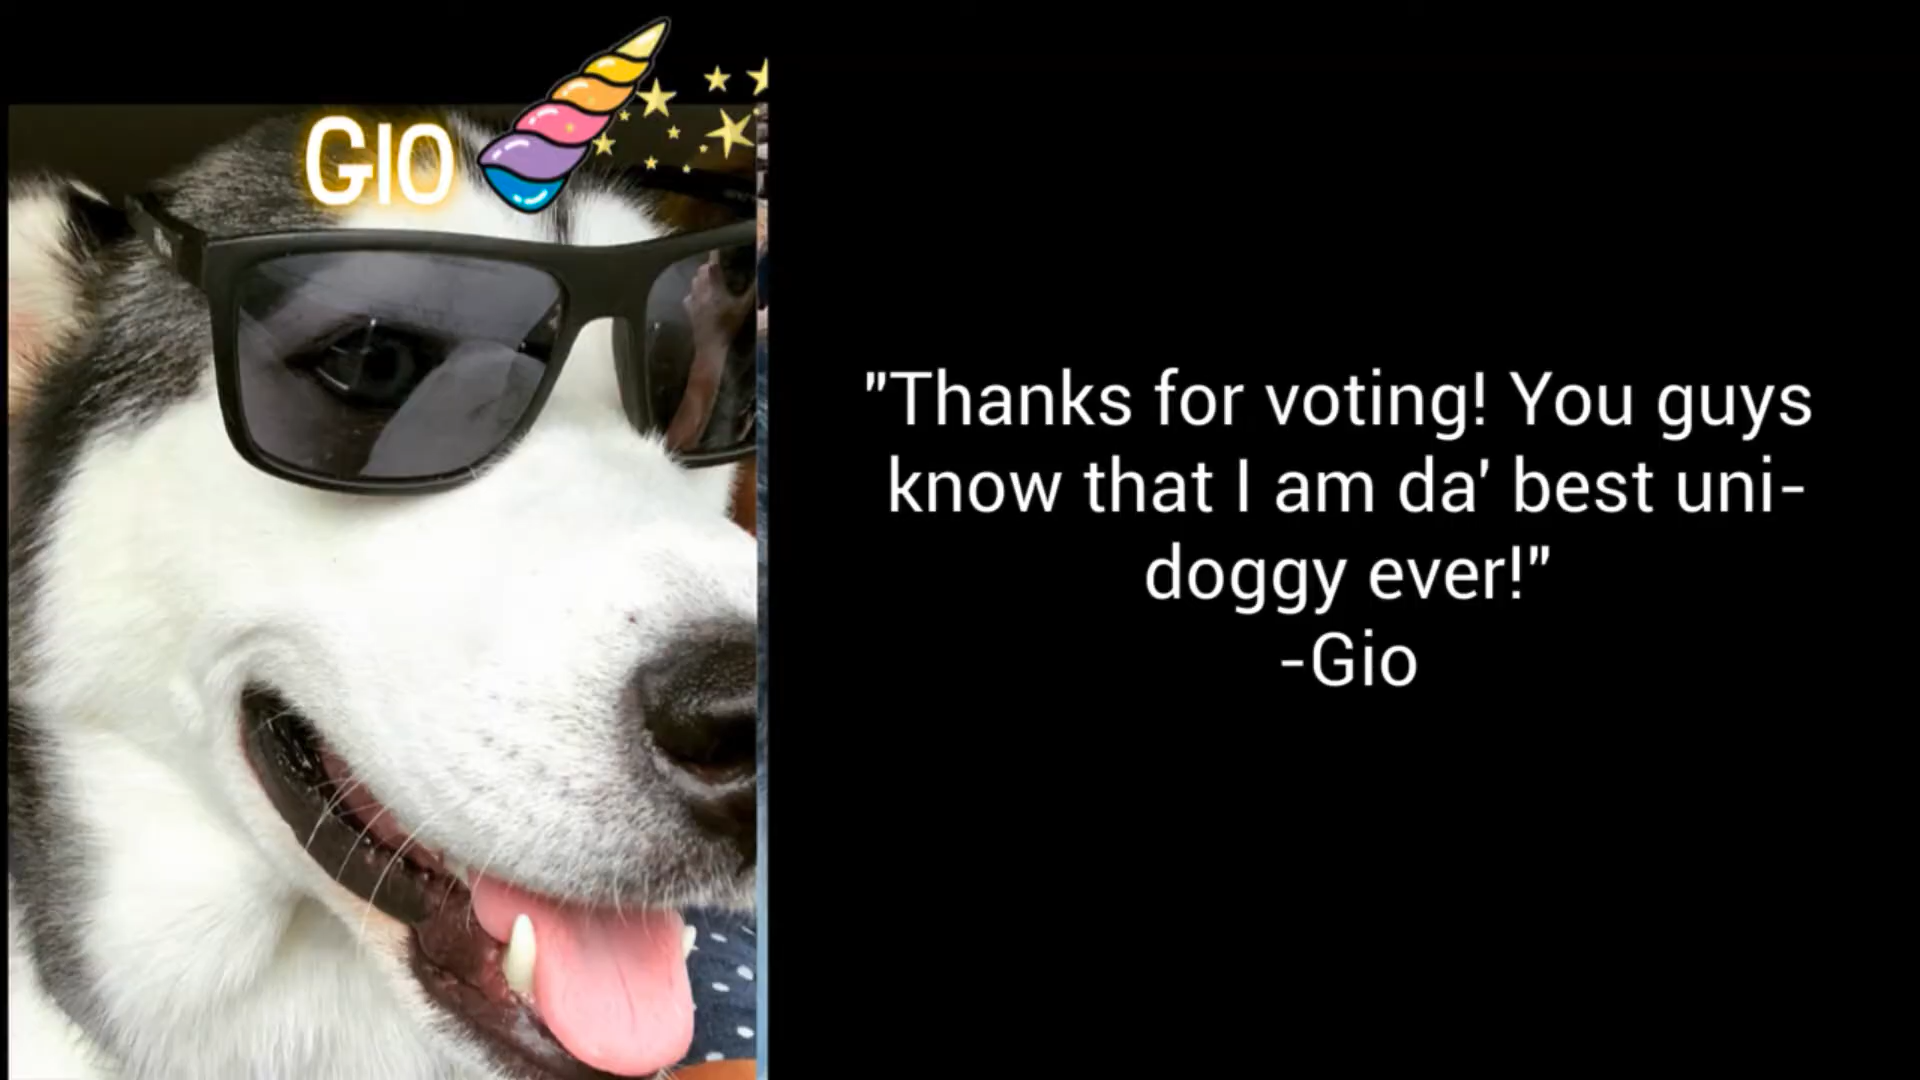 GIO
"Thanks for voting! You guys
know that I am da' best uni-
doggy ever!"
-Gio